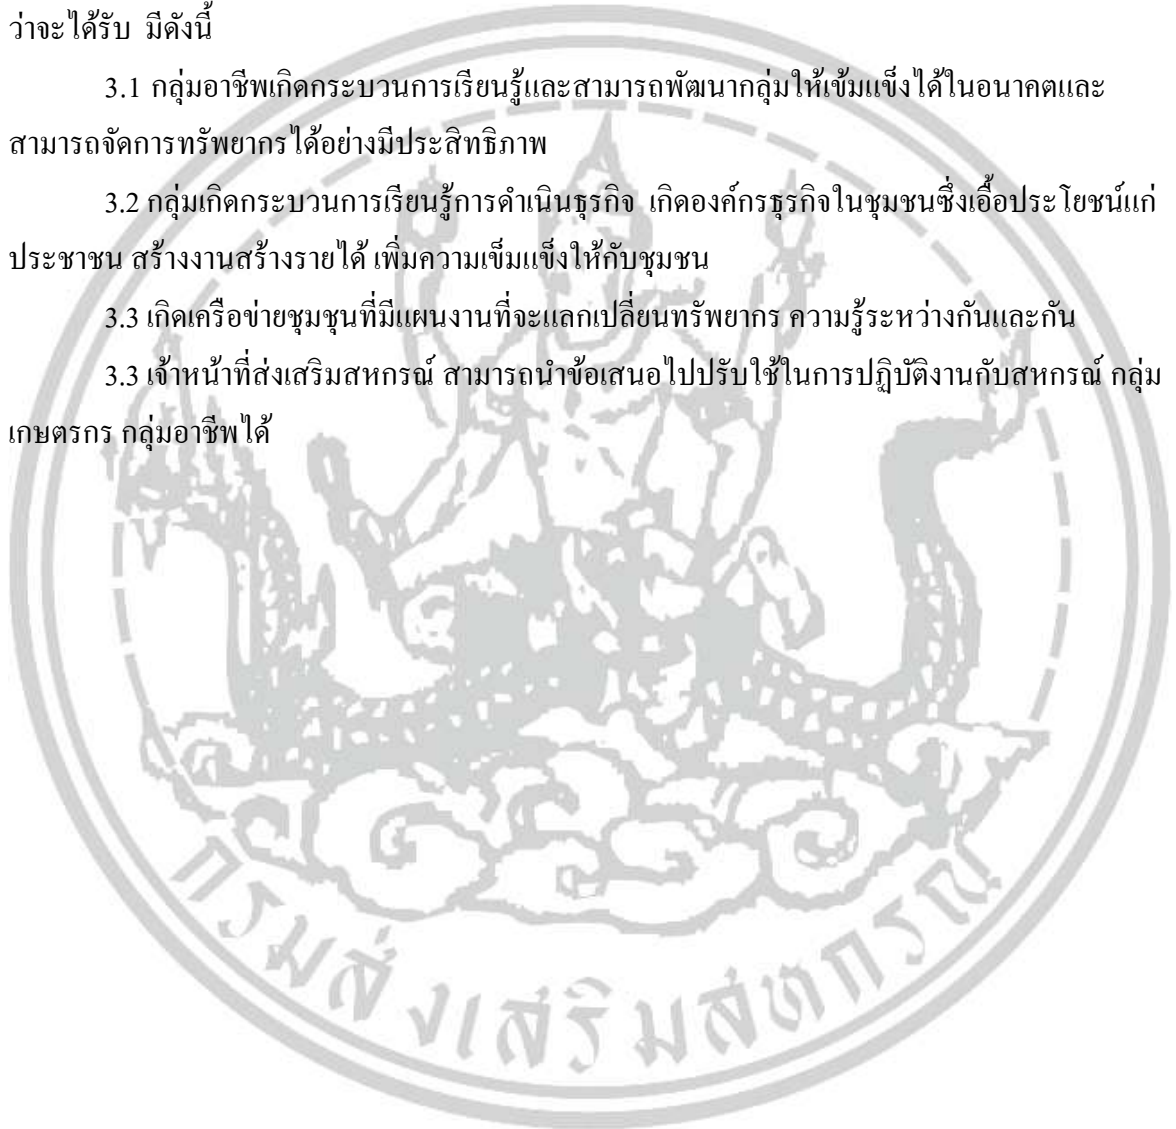 ว่าจะได้รับ มีดังนี้
3.1 กลุ่มอาชีพเกิดกระบวนการเรียนรู้และสามารถพัฒนากลุ่มให้เข้มแข็งได้ในอนาคตและ
สามารถจัดการทรัพยากรได้อย่างมีประสิทธิภาพ
3.2 กลุ่มเกิดกระบวนการเรียนรู้การดำเนินธุรกิจ เกิดองค์กรธุรกิจในชุมชนซึ่งเอื้อประโยชน์แก่
ประชาชน สร้างงานสร้างรายได้ เพิ่มความเข็มแข็งให้กับชุมชน
3.3 เกิดเครือข่ายชุมชุนที่มีแผนงานที่จะแลกเปลี่ยนทรัพยากร ความรู้ระหว่างกันและกัน
3.3 เจ้าหน้าที่ส่งเสริมสหกรณ์ สามารถนำข้อเสนอไปปรับใช้ในการปฏิบัติงานกับสหกรณ์ กลุ่ม
เกษตรกร กลุ่มอาชีพได้
กรมส่งเสริมสหกรณ์